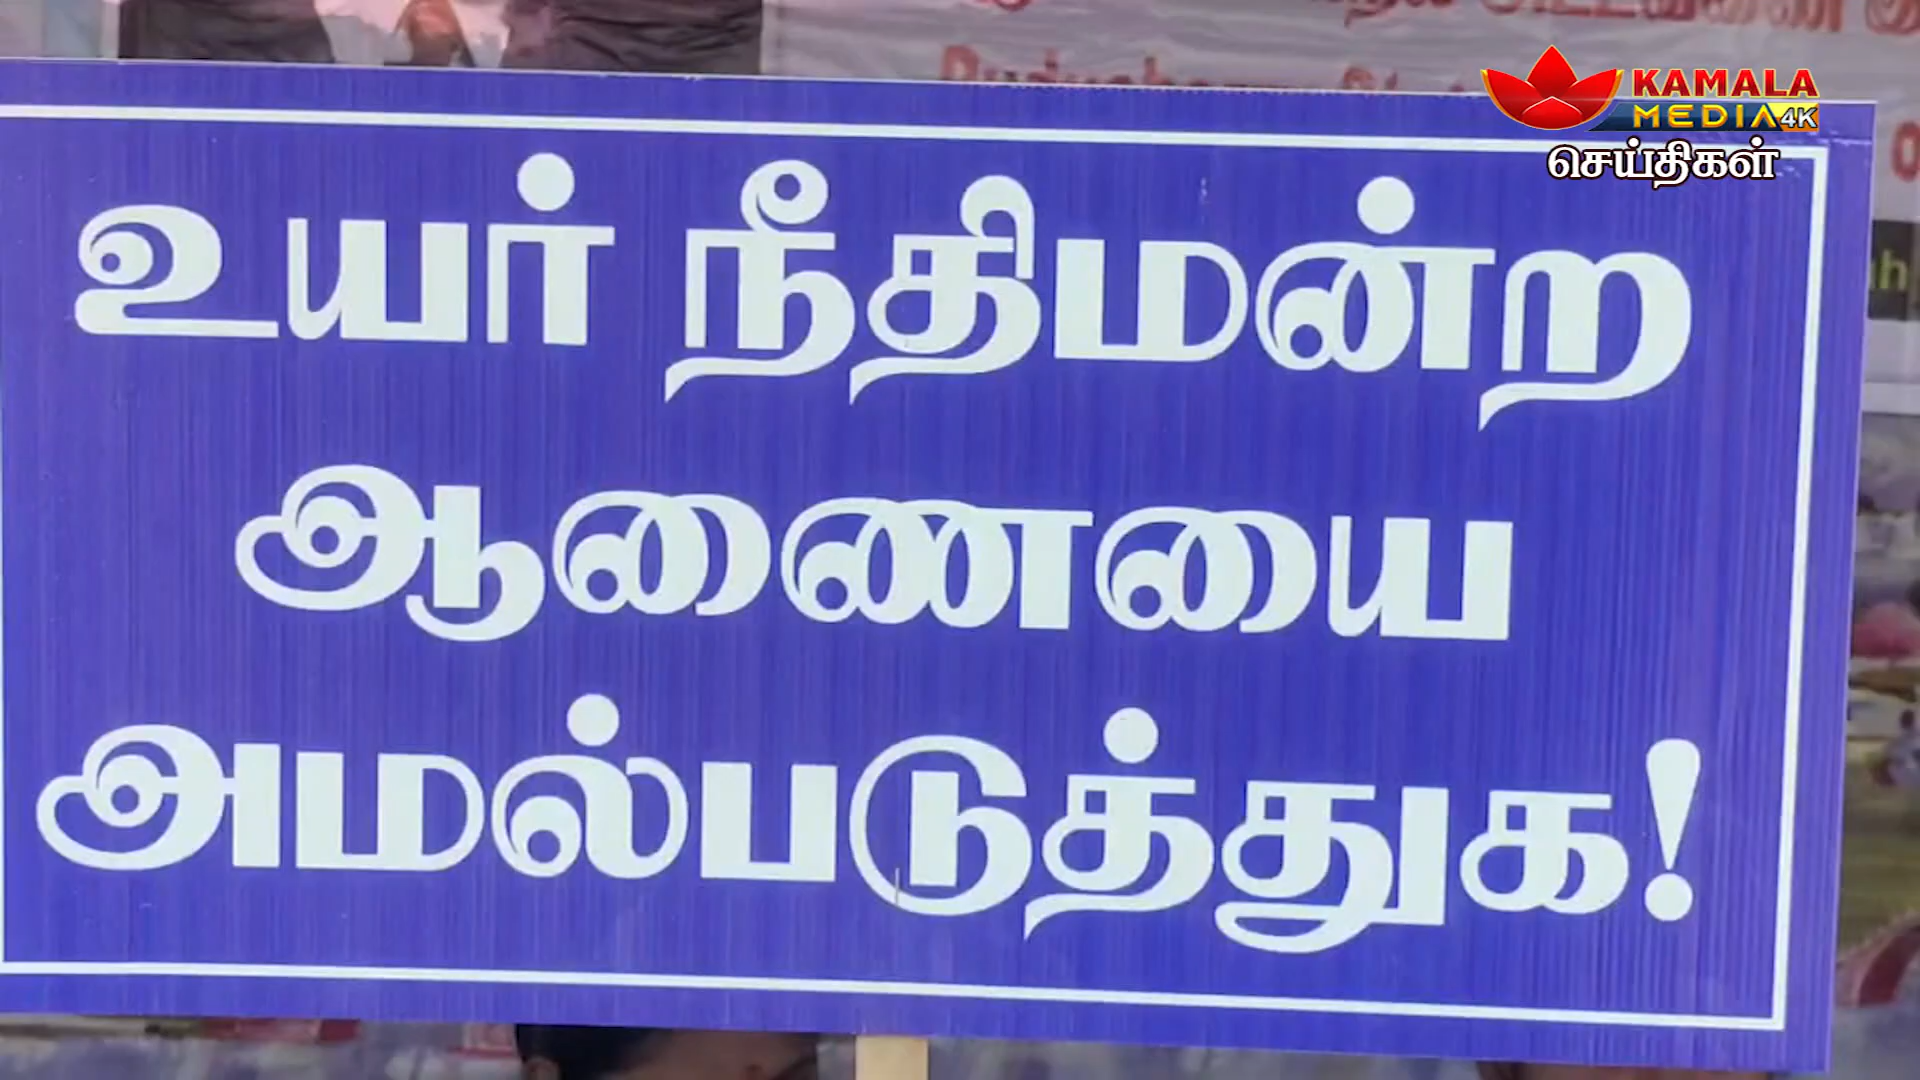 KAMALA
MEDIA 4K
செய்திகள்
உயர் நீதிமன்ற
ஆணையை
அமல்படுத்துக!